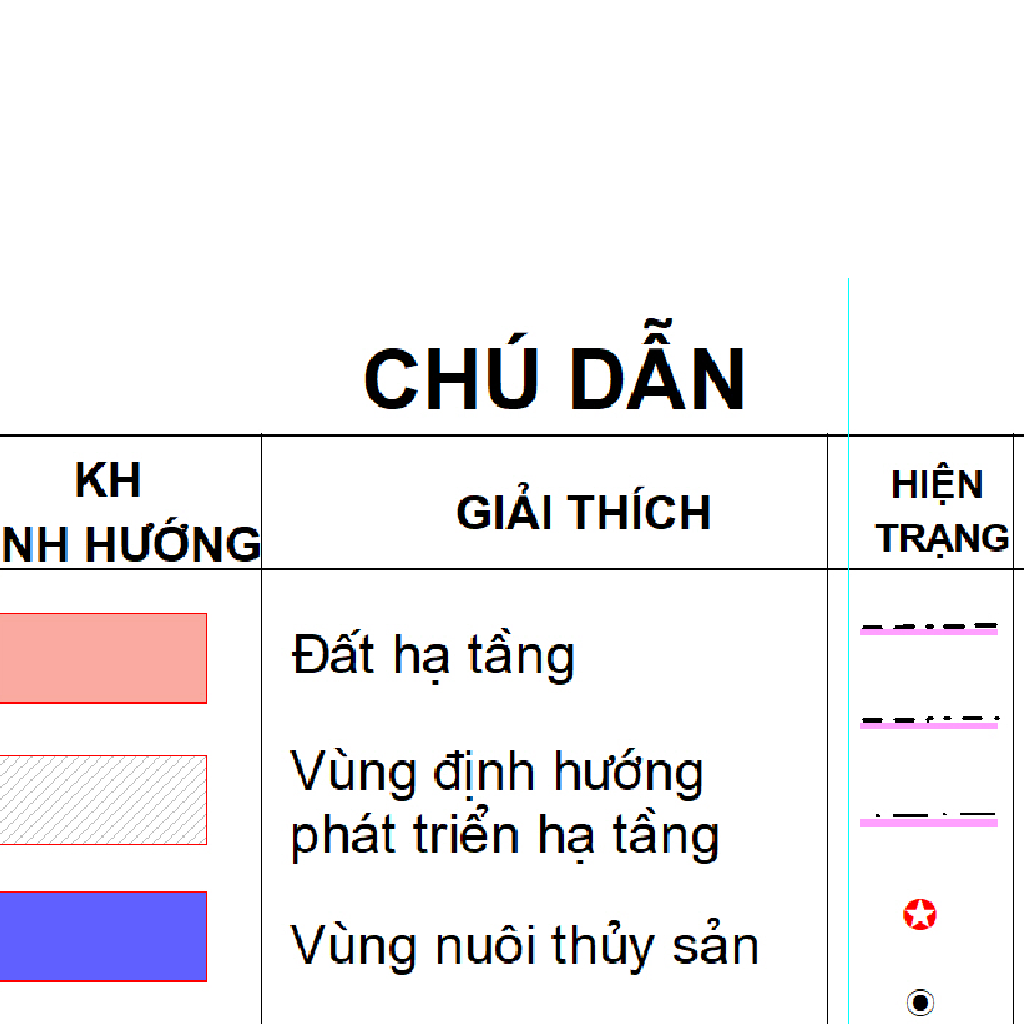 CHÚ DẪN
KH
NH HƯỚNG
GIẢI THÍCH
HIỆN
TRẠNG
Đất hạ tầng
Vùng định hướng
phát triển hạ tầng
Vùng nuôi thủy sản